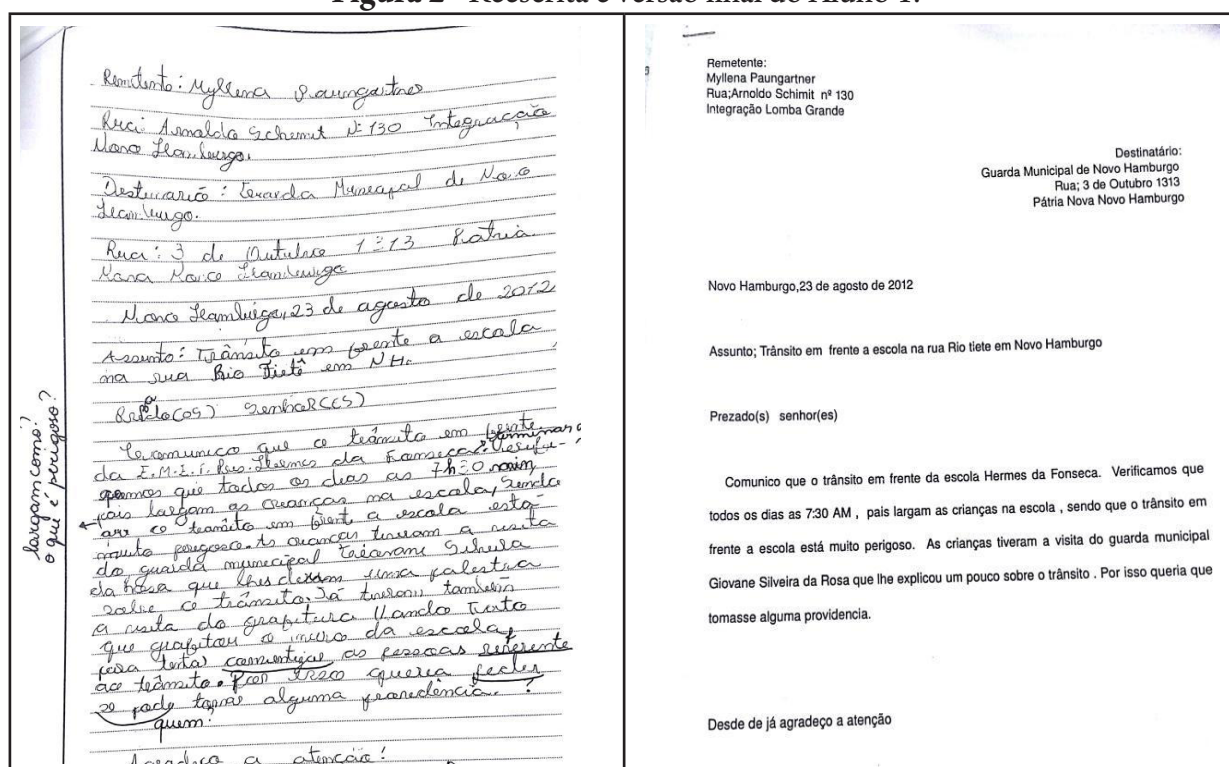 Figura 2 - Reescrita e versão final do Aluno 1.
Remetente: Myllena Paungartner
Rua: Arnaldo Schemit Nº 130 Integração
Novo Hamburgo.
Guarda Municipal de Novo
Hamburgo.
Rua: 3 de Outubro 1313 Pátria
Nova Novo Hamburgo
Novo Hamburgo, 23 de agosto de 2012
Assunto: Trânsito em frente a escola
na rua Rio Tietê em NH.
Senhor(es)
que o trânsito em frente
da E.M.E.F. Pres. Hermes da Fonseca.
que todos os dias as 7h30 min,
pais largam as crianças na escola, sendo
o trânsito em frente a escola está
muito perigoso. As crianças tiveram a visita
do guarda municipal Geovani Silveira
da Rosa que lhes deram uma palestra
sobre o trânsito. Já tiveram também
a visita do grafiteiro
que grafitou o muro da escola,
para tentar as pessoas referente
ao trânsito. Por isso queria pedir
se pode tomar alguma providência. ?
quem?
Agradeço a atenção!
largam como?
o que é perigoso?
Remetente:
Myllena Paungartner
Rua;Arnoldo Schimit nº 130
Integração Lomba Grande
Destinatário:
Guarda Municipal de Novo Hamburgo
Rua; 3 de Outubro 1313
Pátria Nova Novo Hamburgo
Novo Hamburgo,23 de agosto de 2012
Assunto; Trânsito em frente a escola na rua Rio tiete em Novo Hamburgo
Prezado(s) senhor(es)
Comunico que o trânsito em frente da escola Hermes da Fonseca. Verificamos que
todos os dias as 7:30 AM , pais largam as crianças na escola , sendo que o trânsito em
frente a escola está muito perigoso. As crianças tiveram a visita do guarda municipal
Giovane Silveira da Rosa que lhe explicou um pouco sobre o trânsito . Por isso queria que
tomasse alguma providencia.
Desde de já agradeço a atenção